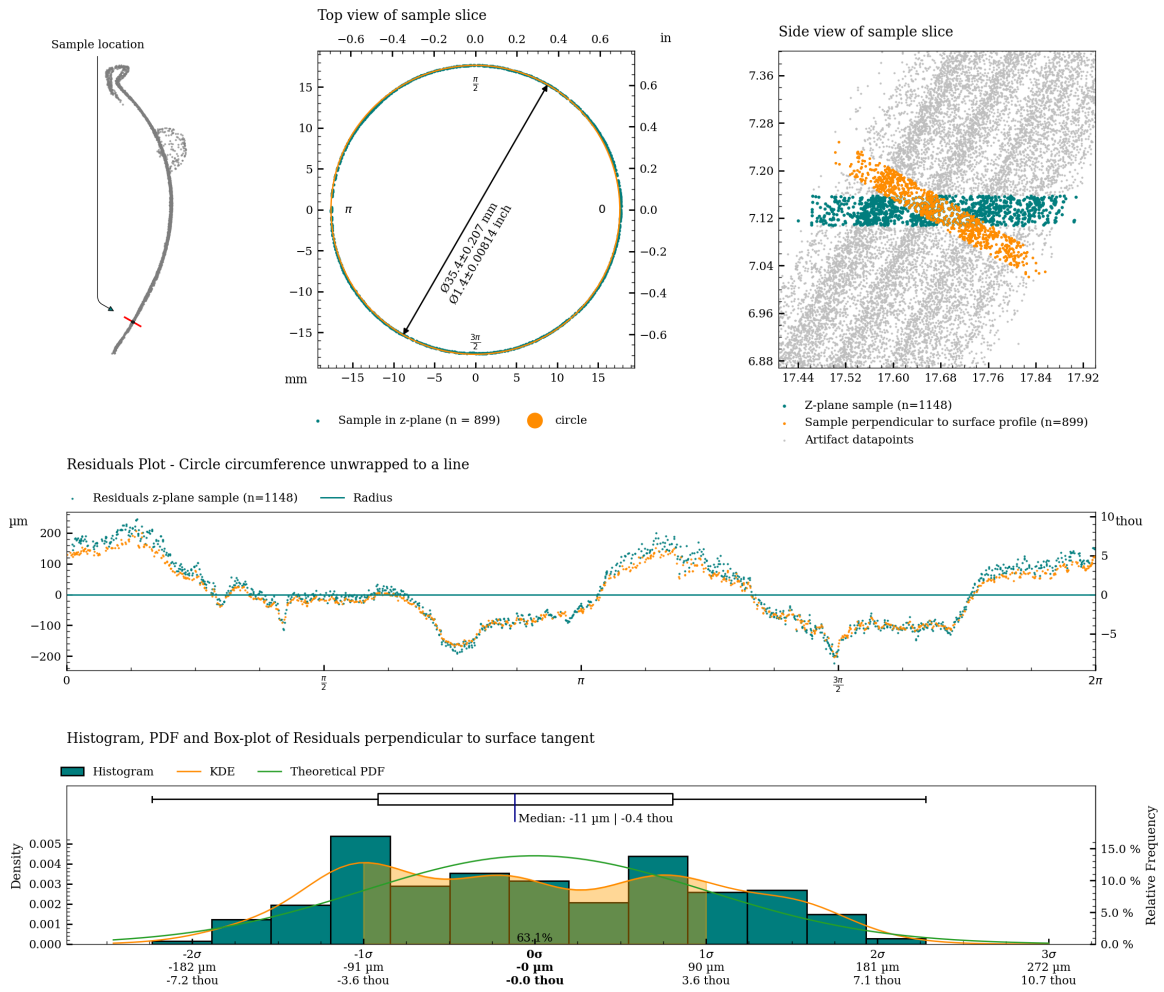 Top view of sample slice
Side view of sample slice
Sample location
−0.6 −0.4 −0.2 0.0 0.2 0.4 0.6 in
15
10
5
0
−5
−10
−15
mm
0.6
0.4
0.2
0.0
−0.2
−0.4
−0.6
π/2
π
0
3π/2
Ø35.4±0.207 mm
Ø1.4±0.00814 inch
−15 −10 −5 0 5 10 15
Sample in z-plane (n = 899)
circle
7.36
7.28
7.20
7.12
7.04
6.96
6.88
17.44 17.52 17.60 17.68 17.76 17.84 17.92
Z-plane sample (n=1148)
Sample perpendicular to surface profile (n=899)
Artifact datapoints
Residuals Plot - Circle circumference unwrapped to a line
Residuals z-plane sample (n=1148)
Radius
µm
200
100
0
−100
−200
10 thou
5
0
−5
0 π/2 π 3π/2 2π
Histogram, PDF and Box-plot of Residuals perpendicular to surface tangent
Histogram
KDE
Theoretical PDF
Median: -11 µm | -0.4 thou
Density
0.005
0.004
0.003
0.002
0.001
0.000
Relative Frequency
15.0 %
10.0 %
5.0 %
0.0 %
63.1%
-2σ -1σ 0σ 1σ 2σ 3σ
-182 µm -91 µm -0 µm 90 µm 181 µm 272 µm
-7.2 thou -3.6 thou -0.0 thou 3.6 thou 7.1 thou 10.7 thou